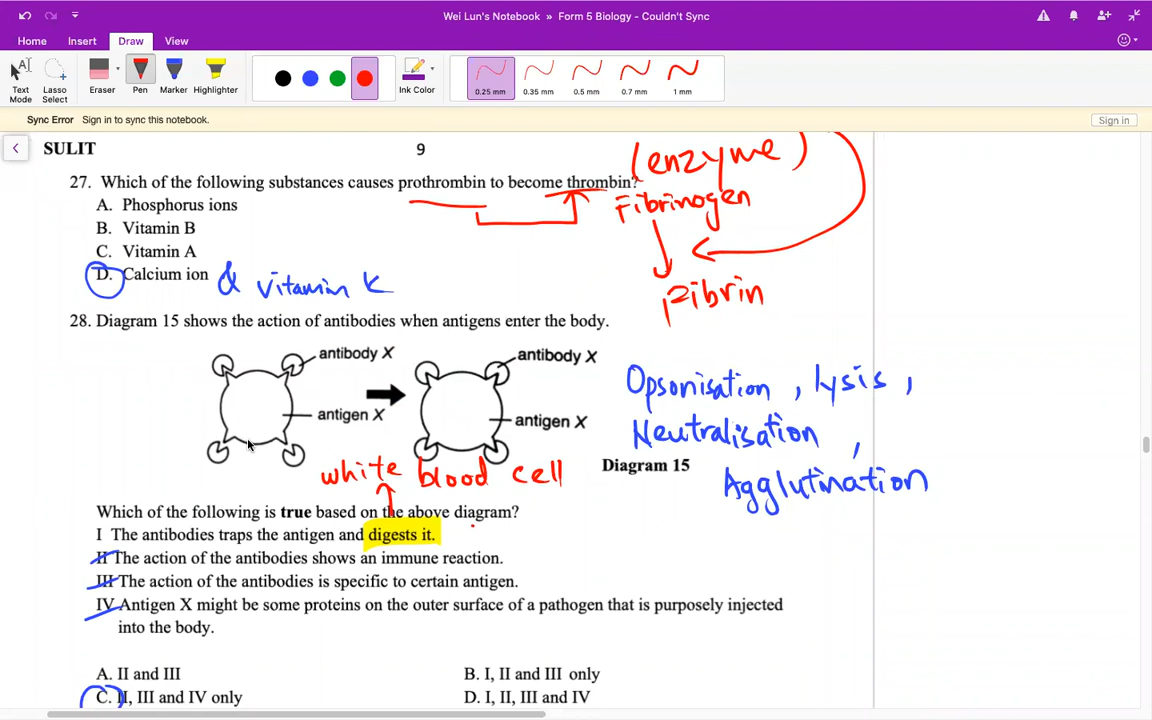 Wei Lun's Notebook » Form 5 Biology - Couldn't Sync
Home Insert Draw View
Text Mode
Lasso Select
Eraser
Pen
Marker
Highlighter
Ink Color
0.25 mm 0.35 mm 0.5 mm 0.7 mm 1 mm
Sync Error Sign in to sync this notebook. Sign in
SULIT 9
(enzyme)
27. Which of the following substances causes prothrombin to become thrombin?
Fibrinogen
A. Phosphorus ions
B. Vitamin B
C. Vitamin A
D. Calcium ion & vitamin K
Fibrin
28. Diagram 15 shows the action of antibodies when antigens enter the body.
antibody X antibody X
antigen X antigen X
Opsonisation, lysis,
Neutralisation,
Agglutination
Diagram 15
white blood cell
Which of the following is true based on the above diagram?
I The antibodies traps the antigen and digests it.
II The action of the antibodies shows an immune reaction.
III The action of the antibodies is specific to certain antigen.
IV Antigen X might be some proteins on the outer surface of a pathogen that is purposely injected
into the body.
A. II and III B. I, II and III only
C. II, III and IV only D. I, II, III and IV